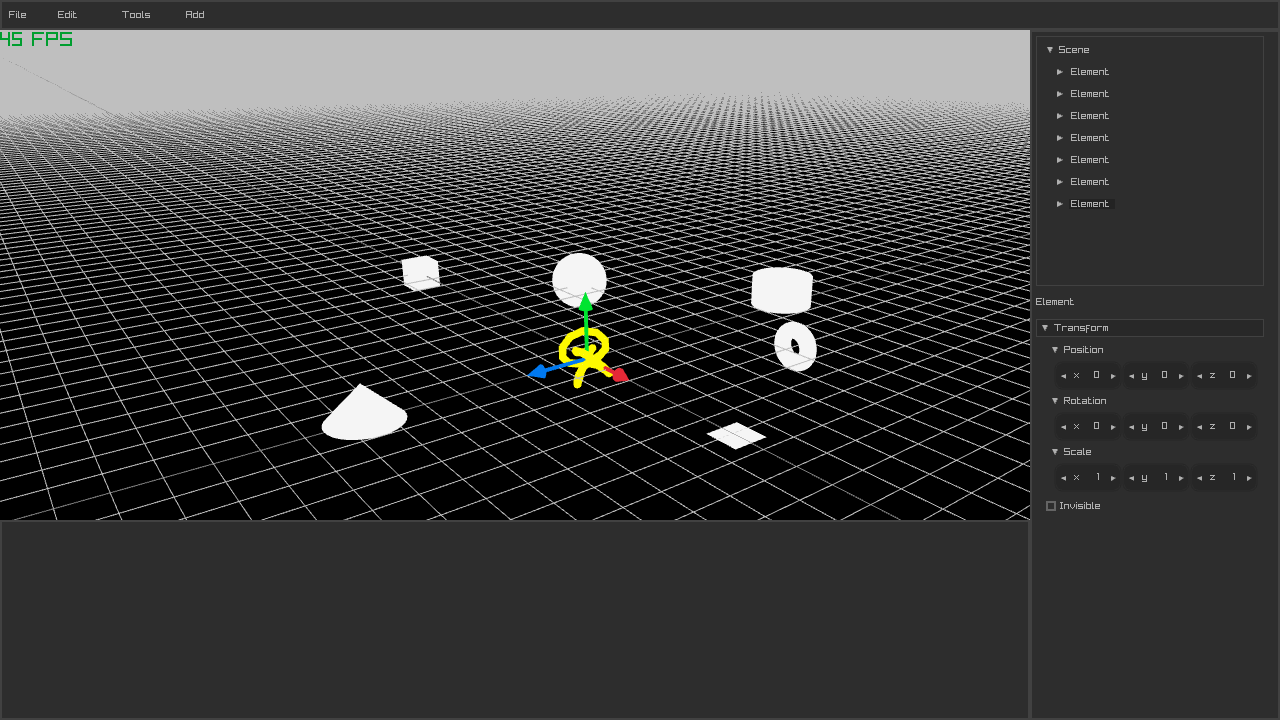 File Edit Tools Add
45 FPS
Scene
Element
Element
Element
Element
Element
Element
Element
Element
Transform
Position
x 0 y 0 z 0
Rotation
x 0 y 0 z 0
Scale
x 1 y 1 z 1
Invisible